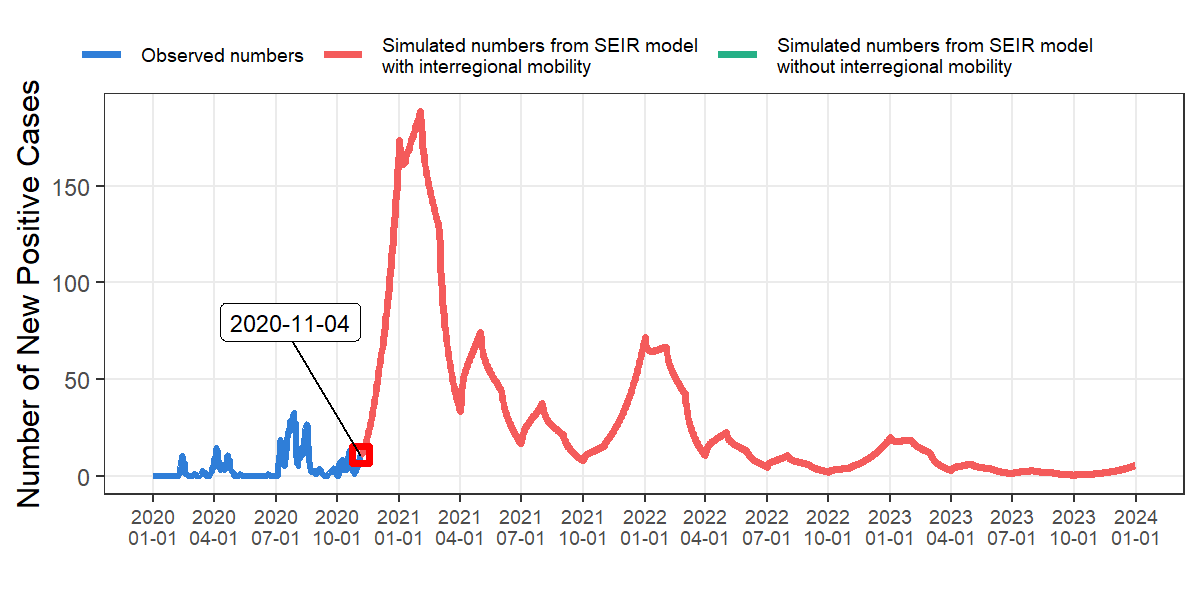 Observed numbers
Simulated numbers from SEIR model
with interregional mobility
Simulated numbers from SEIR model
without interregional mobility
Number of New Positive Cases
150
100
50
0
2020-11-04
2020 2020 2020 2020 2021 2021 2021 2021 2022 2022 2022 2022 2023 2023 2023 2023 2024
01-01 04-01 07-01 10-01 01-01 04-01 07-01 10-01 01-01 04-01 07-01 10-01 01-01 04-01 07-01 10-01 01-01